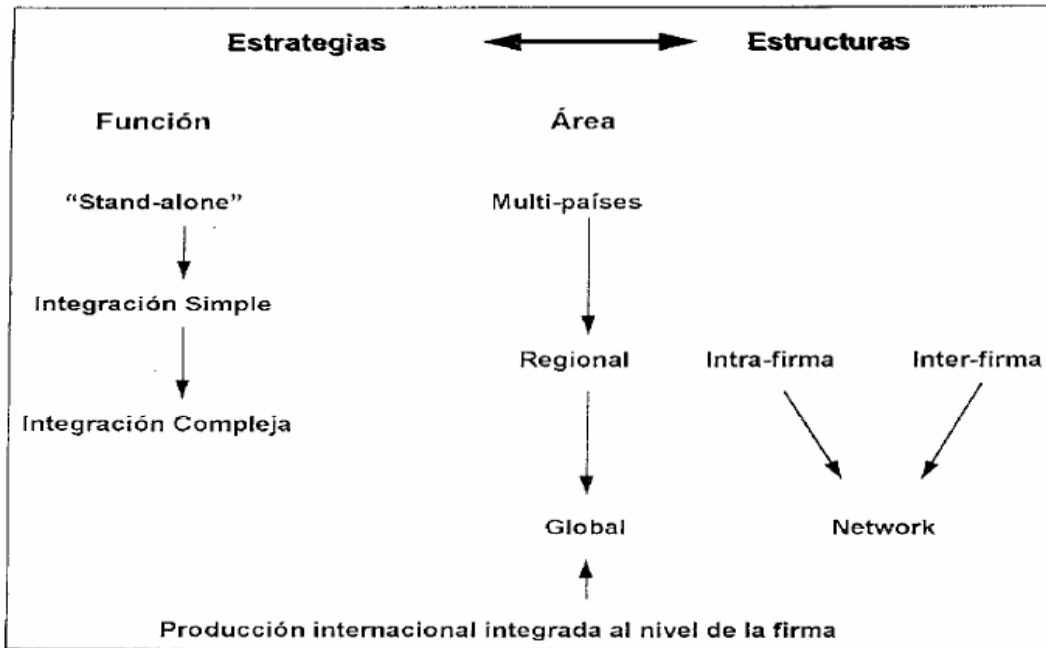 Estrategias Estructuras
Función Área
“Stand-alone” Multi-países
Integración Simple
Regional Intra-firma Inter-firma
Integración Compleja
Global Network
Producción internacional integrada al nivel de la firma